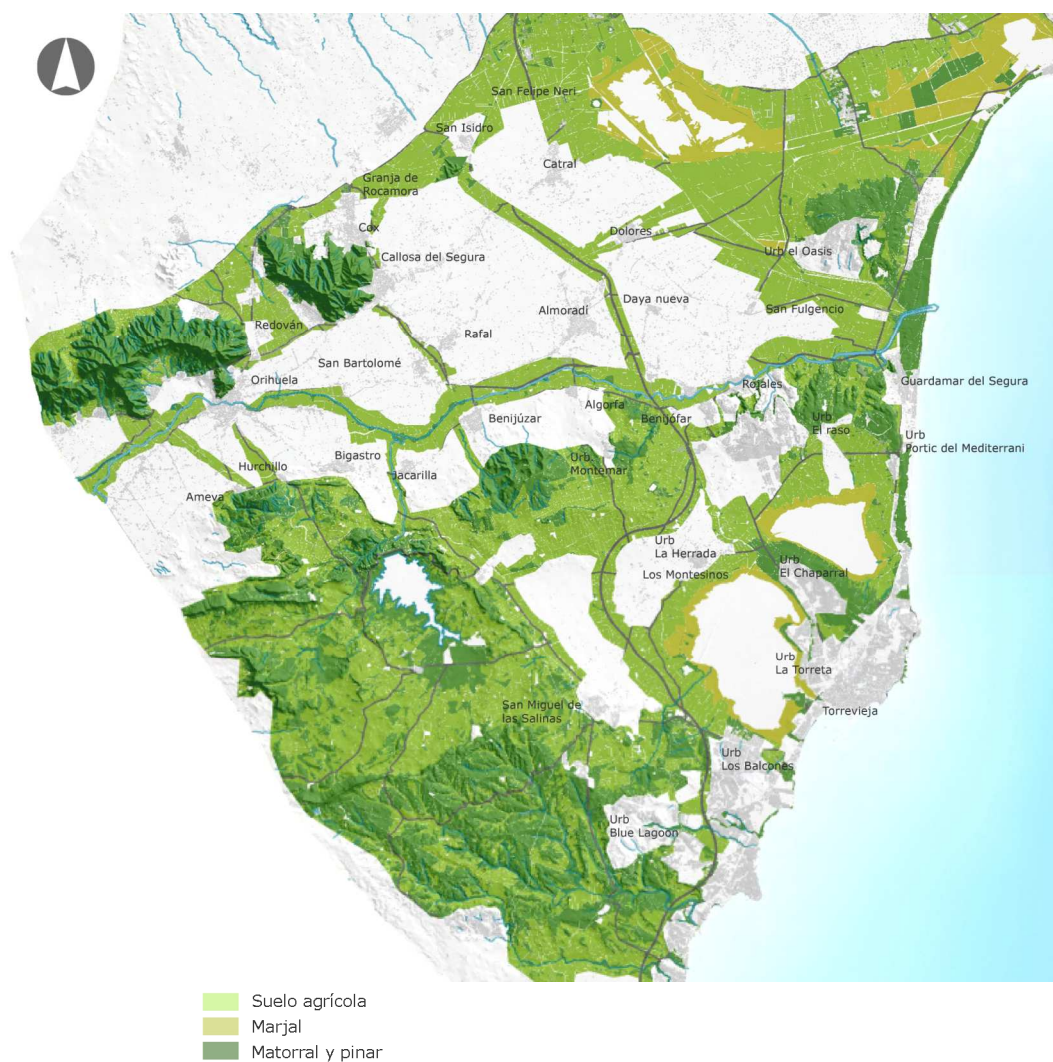 San Felipe Neri
San Isidro
Catral
Granja de
Rocamora
Cox
Dolores
Callosa del Segura
Urb el Oasis
Daya nueva
Almoradí
San Fulgencio
Redován
Rafal
San Bartolomé
Orihuela
Guardamar del Segura
Rojales
Algorfa
Benijúzar
Benijófar
Urb
El raso
Urb
Portic del Mediterrani
Bigastro
Urb.
Montemar
Hurchillo
Jacarilla
Ameva
Urb
La Herrada
Urb
El Chaparral
Los Montesinos
Urb
La Torreta
San Miguel de
las Salinas
Torrevieja
Urb
Los Balcones
Urb
Blue Lagoon
Suelo agrícola
Marjal
Matorral y pinar